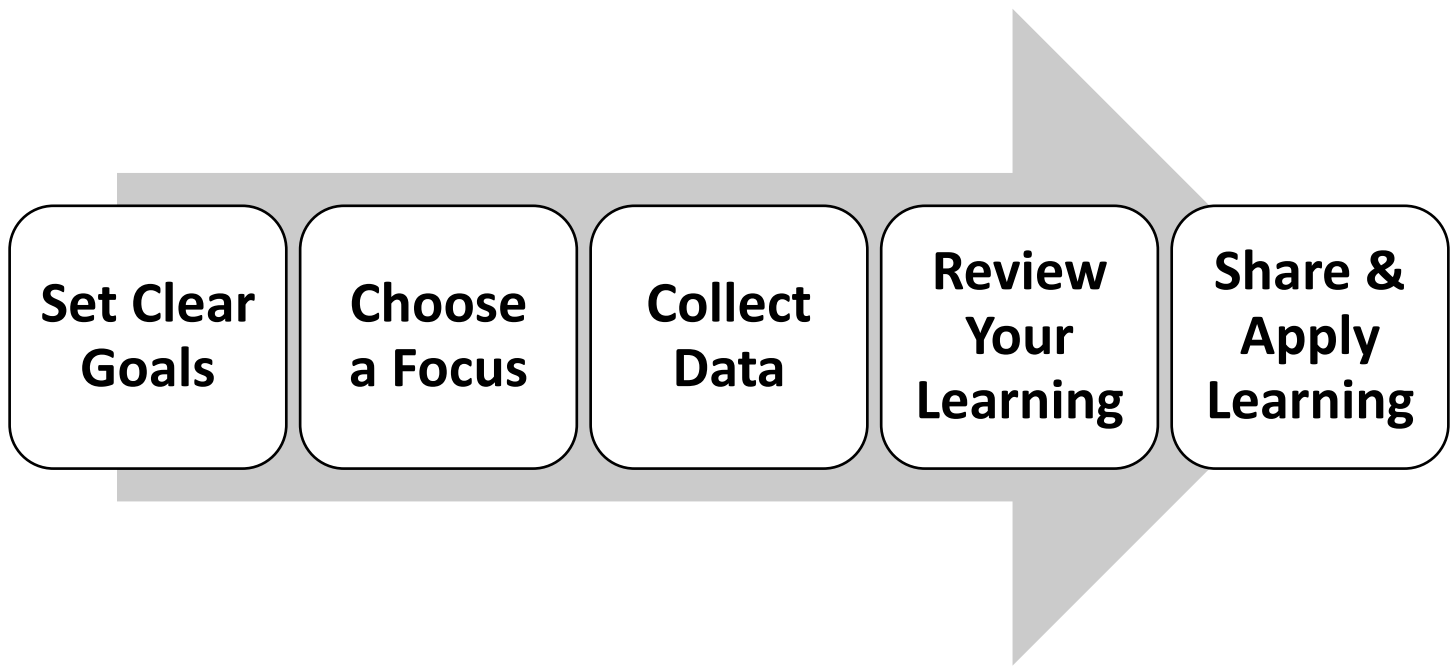 Set Clear
Goals
Choose
a Focus
Collect
Data
Review
Your
Learning
Share &
Apply
Learning